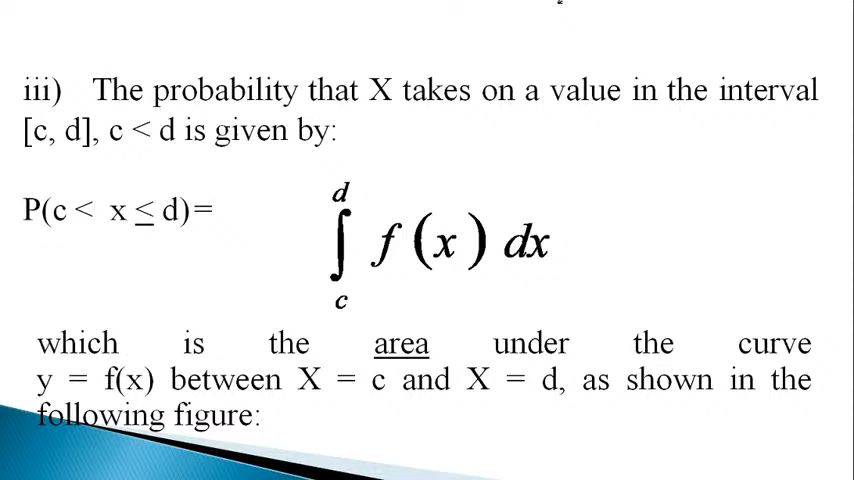 iii) The probability that X takes on a value in the interval
[c, d], c < d is given by:
P(c < x ≤ d)=
d
∫ f (x) dx
c
which is the area under the curve
y = f(x) between X = c and X = d, as shown in the
following figure: